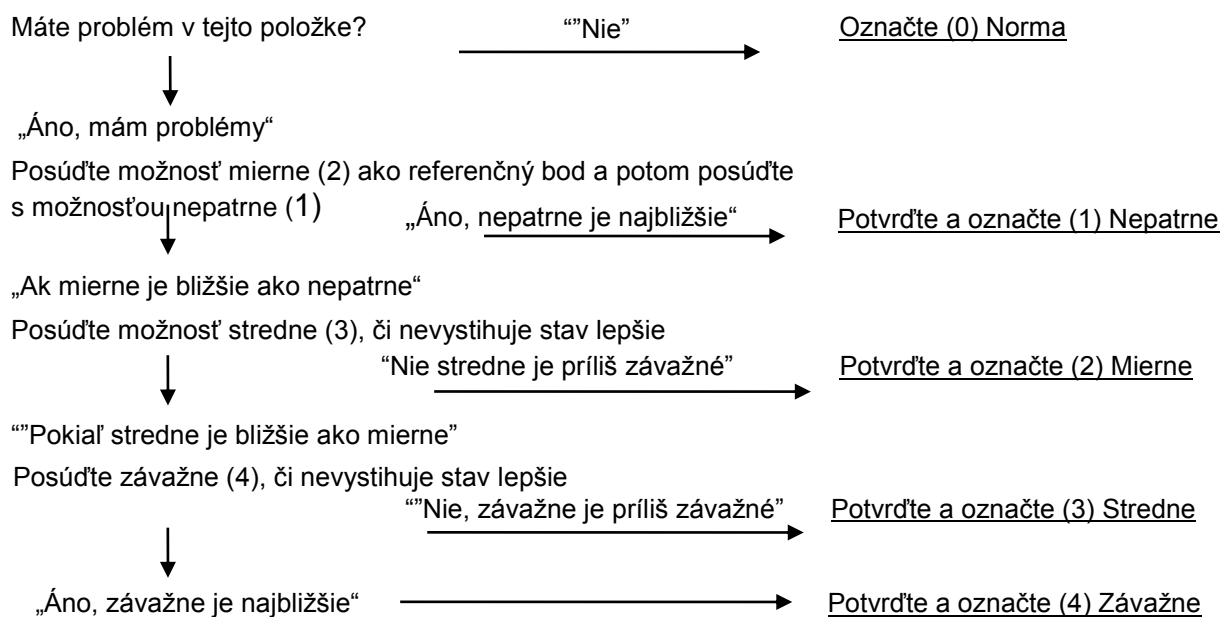 Máte problém v tejto položke?
“”Nie”
Označte (0) Norma
„Áno, mám problémy“
Posúďte možnosť mierne (2) ako referenčný bod a potom posúďte
s možnosťou nepatrne (1)
„Áno, nepatrne je najbližšie“
Potvrďte a označte (1) Nepatrne
„Ak mierne je bližšie ako nepatrne“
Posúďte možnosť stredne (3), či nevystihuje stav lepšie
“Nie stredne je príliš závažné”
Potvrďte a označte (2) Mierne
“”Pokiaľ stredne je bližšie ako mierne”
Posúďte závažne (4), či nevystihuje stav lepšie
“”Nie, závažne je príliš závažné”
Potvrďte a označte (3) Stredne
„Áno, závažne je najbližšie“
Potvrďte a označte (4) Závažne